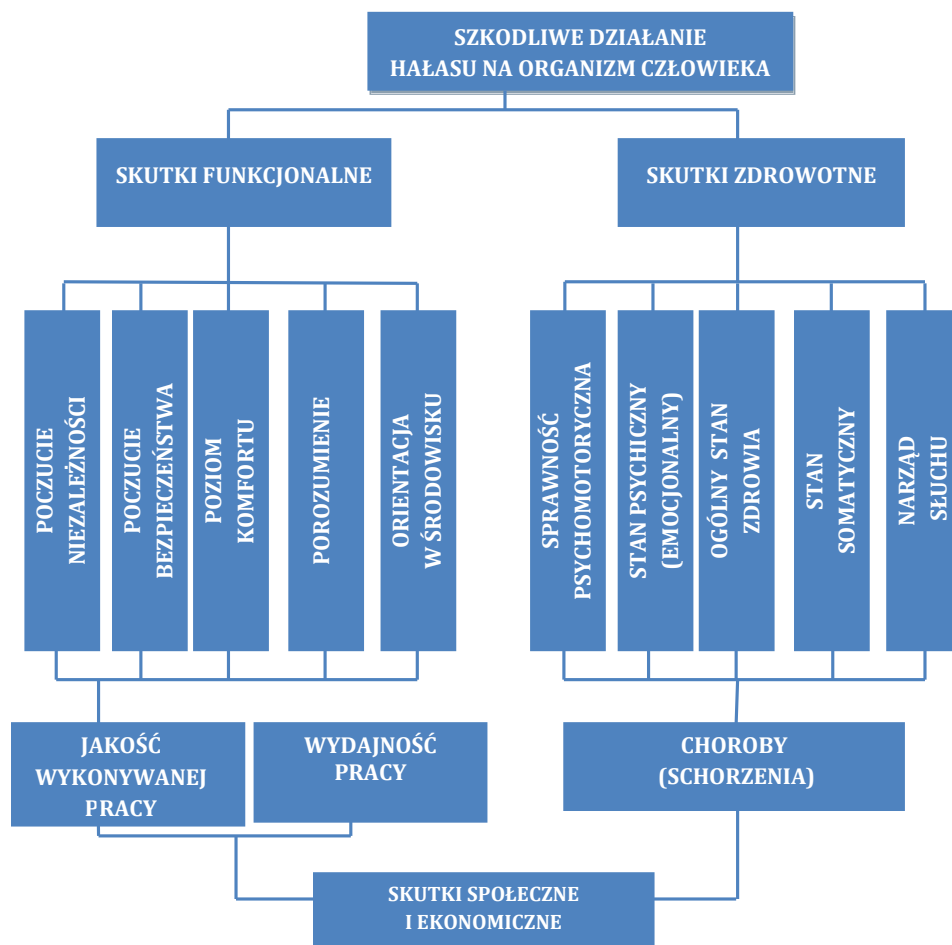 SZKODLIWE DZIAŁANIE
HAŁASU NA ORGANIZM CZŁOWIEKA
SKUTKI FUNKCJONALNE
SKUTKI ZDROWOTNE
POCZUCIE
NIEZALEŻNOŚCI
POCZUCIE
BEZPIECZEŃSTWA
POZIOM
KOMFORTU
POROZUMIENIE
ORIENTACJA
W ŚRODOWISKU
SPRAWNOŚĆ
PSYCHOMOTORYCZNA
STAN PSYCHICZNY
(EMOCJONALNY)
OGÓLNY STAN
ZDROWIA
STAN
SOMATYCZNY
NARZĄD
SŁUCHU
JAKOŚĆ
WYKONYWANEJ
PRACY
WYDAJNOŚĆ
PRACY
CHOROBY
(SCHORZENIA)
SKUTKI SPOŁECZNE
I EKONOMICZNE